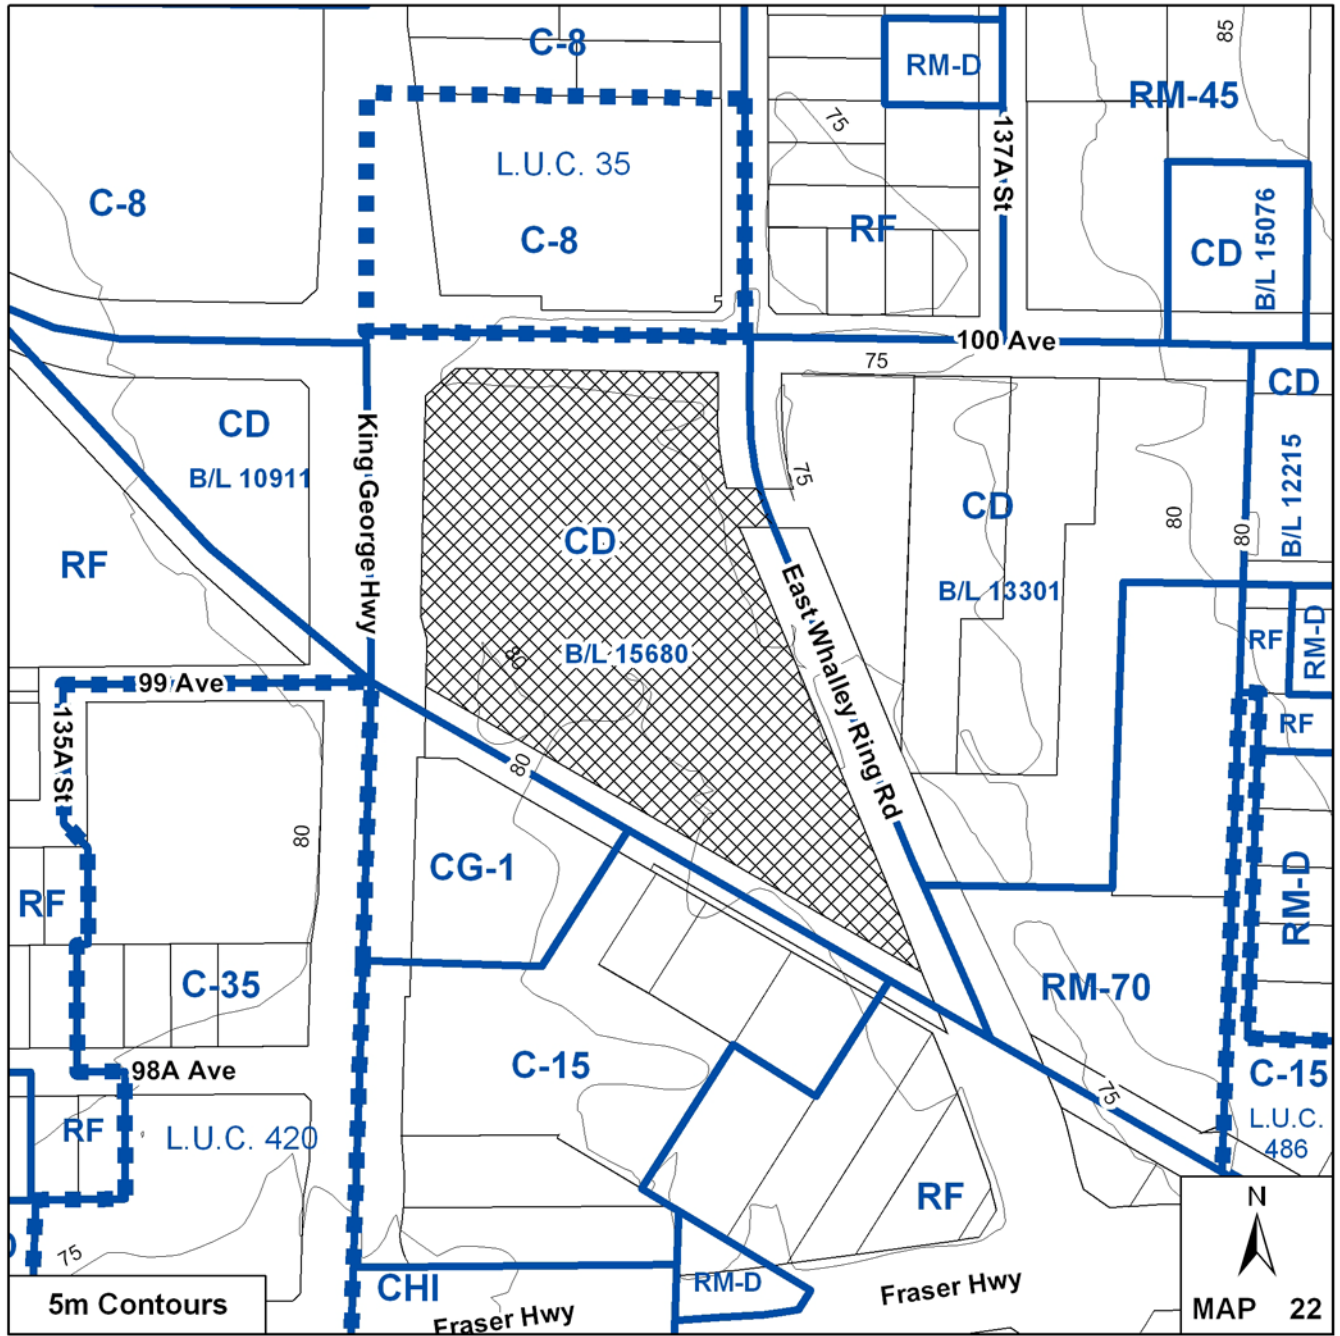 C-8
RM-D
85
RM-45
75
137A St
L.U.C. 35
C-8
C-8
RF
CD
B/L 15076
100 Ave
75
CD
CD
B/L 10911
King George Hwy
75
B/L 12215
CD
80
80
CD
RF
B/L 13301
East Whalley Ring Rd
B/L 15680
80
RF
RM-D
99 Ave
RF
135A St
80
80
CG-1
RF
RM-D
C-35
RM-70
C-15
98A Ave
C-15
75
RF
L.U.C. 420
L.U.C.
486
RF
N
75
CHI
RM-D
Fraser Hwy
5m Contours
Fraser Hwy
MAP 22